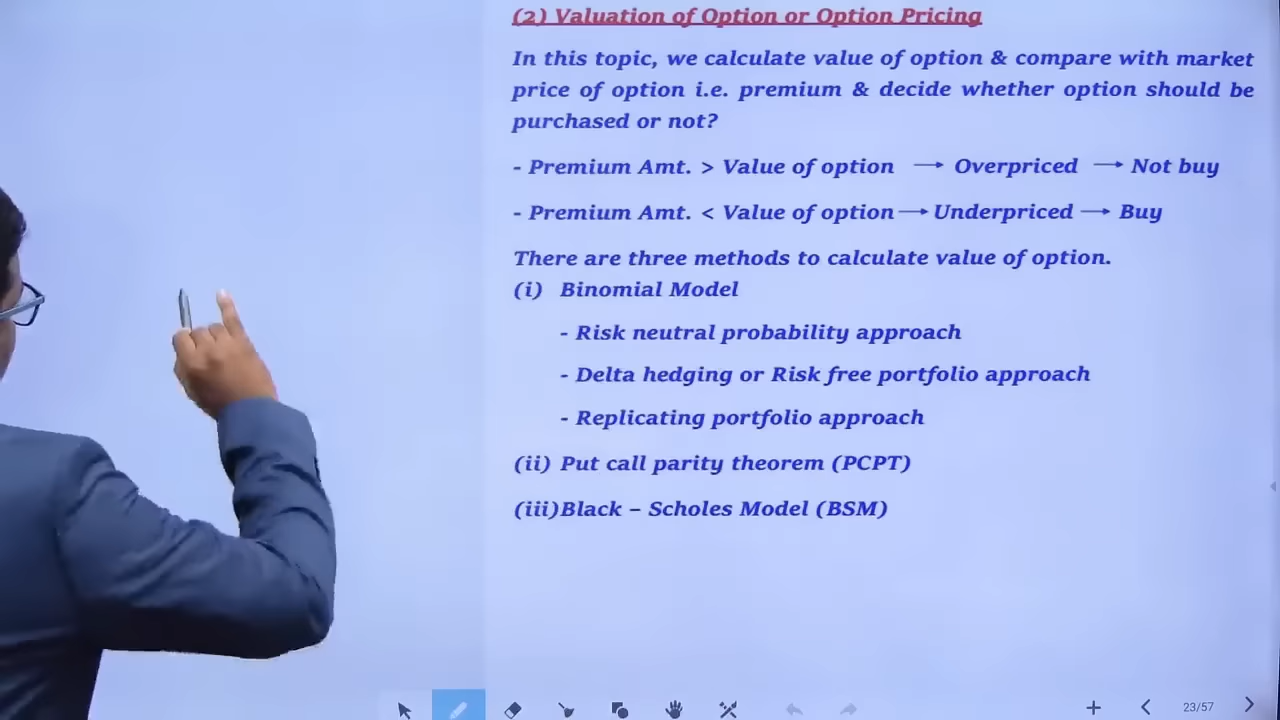 (2) Valuation of Option or Option Pricing
In this topic, we calculate value of option & compare with market
price of option i.e. premium & decide whether option should be
purchased or not?
- Premium Amt. > Value of option → Overpriced → Not buy
- Premium Amt. < Value of option → Underpriced → Buy
There are three methods to calculate value of option.
(i) Binomial Model
- Risk neutral probability approach
- Delta hedging or Risk free portfolio approach
- Replicating portfolio approach
(ii) Put call parity theorem (PCPT)
(iii) Black – Scholes Model (BSM)
23/57